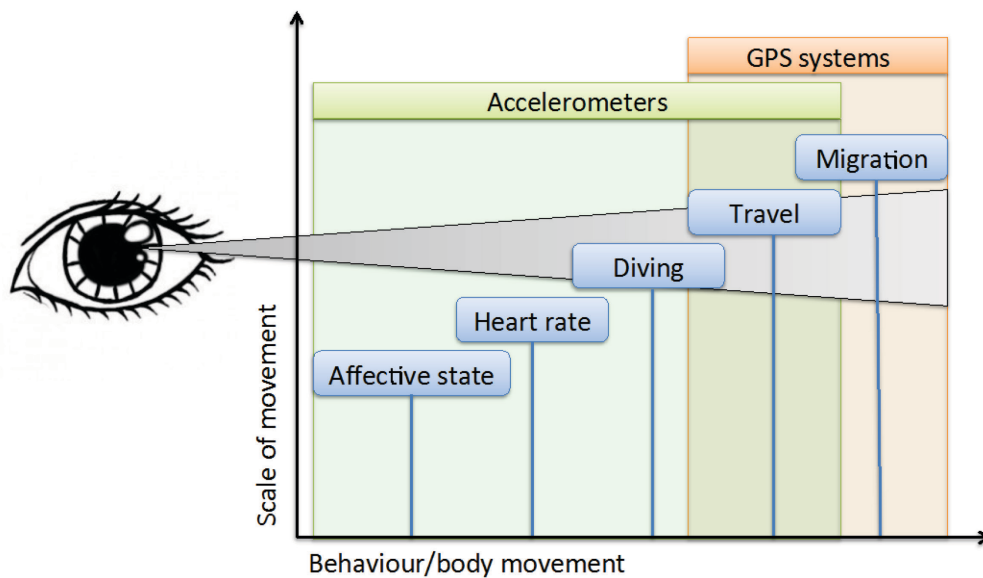 GPS systems
Accelerometers
Migration
Travel
Diving
Heart rate
Affective state
Scale of movement
Behaviour/body movement